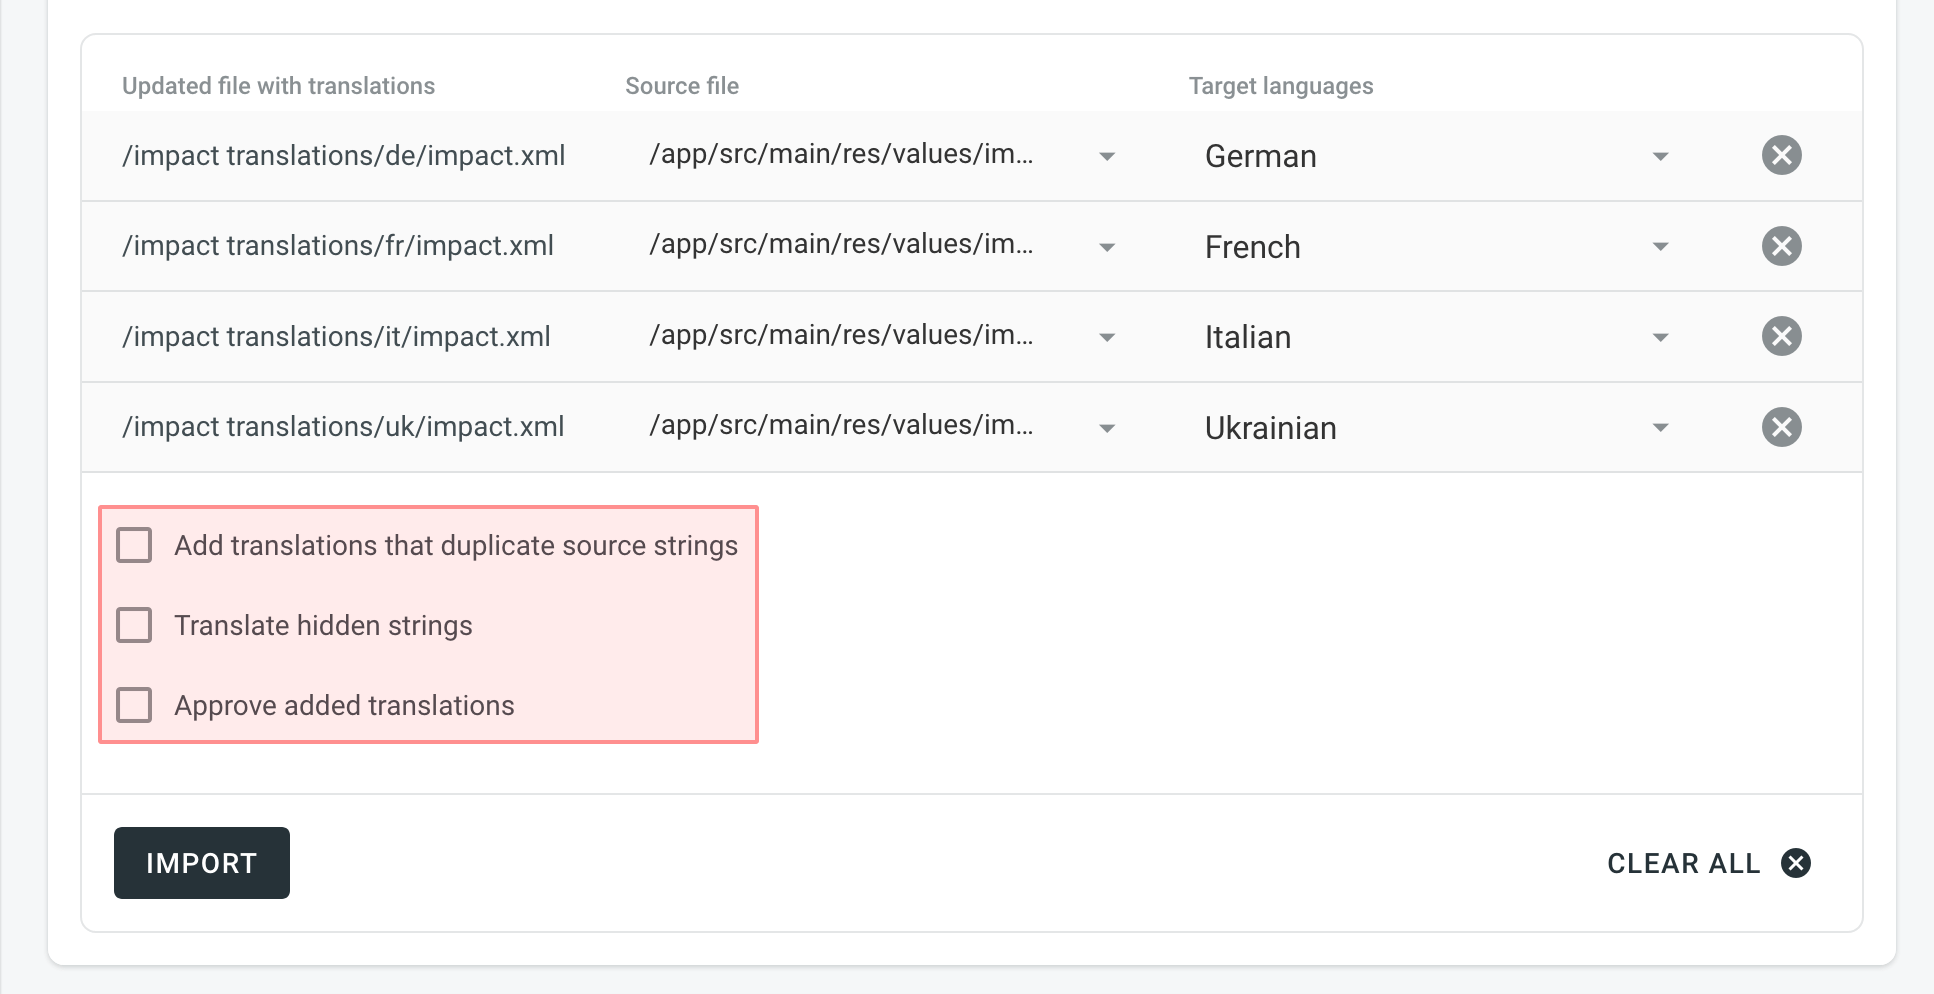 Updated file with translations Source file Target languages
/impact translations/de/impact.xml /app/src/main/res/values/im... German
/impact translations/fr/impact.xml /app/src/main/res/values/im... French
/impact translations/it/impact.xml /app/src/main/res/values/im... Italian
/impact translations/uk/impact.xml /app/src/main/res/values/im... Ukrainian
Add translations that duplicate source strings
Translate hidden strings
Approve added translations
IMPORT CLEAR ALL